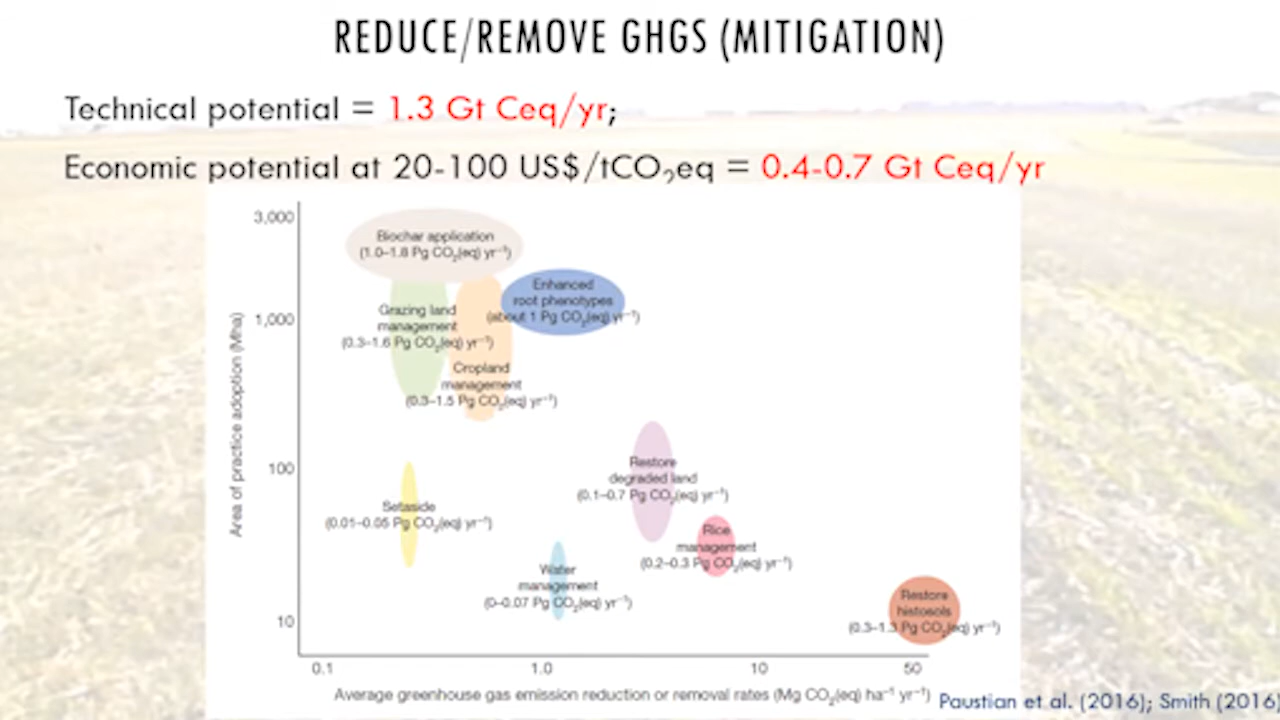 REDUCE/REMOVE GHGS (MITIGATION)
Technical potential = 1.3 Gt Ceq/yr;
Economic potential at 20-100 US$/tCO₂eq = 0.4-0.7 Gt Ceq/yr
3,000
1,000
100
10
Area of practice adoption (Mha)
Biochar application
(1.0–1.8 Pg CO₂(eq) yr⁻¹)
Enhanced
root phenotypes
(about 1 Pg CO₂(eq) yr⁻¹)
Grazing land
management
(0.3–1.6 Pg CO₂(eq) yr⁻¹)
Cropland
management
(0.3–1.5 Pg CO₂(eq) yr⁻¹)
Restore
degraded land
(0.1–0.7 Pg CO₂(eq) yr⁻¹)
Setaside
(0.01–0.05 Pg CO₂(eq) yr⁻¹)
Rice
management
(0.2–0.3 Pg CO₂(eq) yr⁻¹)
Water
management
(0–0.07 Pg CO₂(eq) yr⁻¹)
Restore
histosols
(0.3–1.3 Pg CO₂(eq) yr⁻¹)
0.1 1.0 10 50
Average greenhouse gas emission reduction or removal rates (Mg CO₂(eq) ha⁻¹ yr⁻¹)
Paustian et al. (2016); Smith (2016)